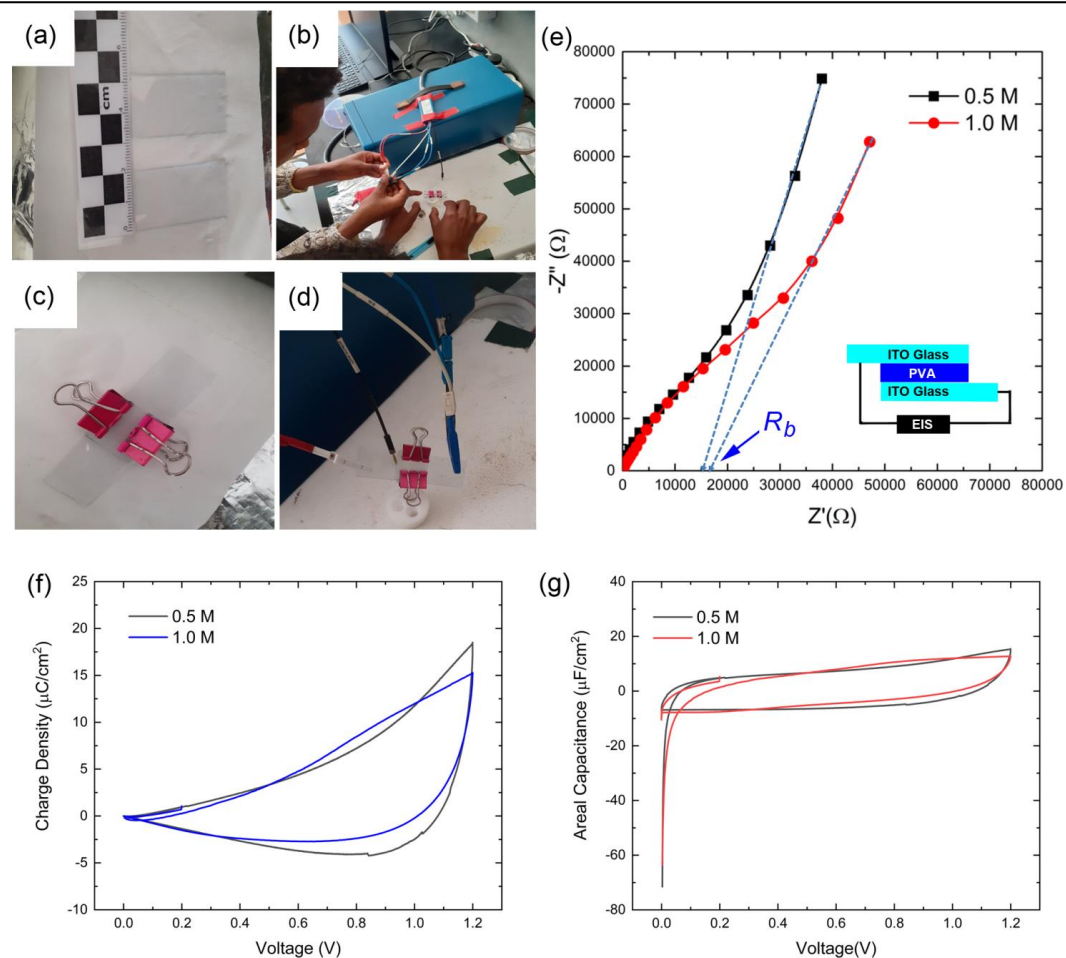 (a)
cm
(b)
(c)
(d)
(e)
80000
70000
60000
50000
40000
30000
20000
10000
0
-Z'' (Ω)
0.5 M
1.0 M
R_b
ITO Glass
PVA
ITO Glass
EIS
0 10000 20000 30000 40000 50000 60000 70000 80000
Z'(Ω)
(f)
25
20
15
10
5
0
-5
-10
Charge Density (μC/cm²)
0.5 M
1.0 M
0.0 0.2 0.4 0.6 0.8 1.0 1.2
Voltage (V)
(g)
40
20
0
-20
-40
-60
-80
Areal Capacitance (μF/cm²)
0.5 M
1.0 M
0.0 0.2 0.4 0.6 0.8 1.0 1.2
Voltage(V)